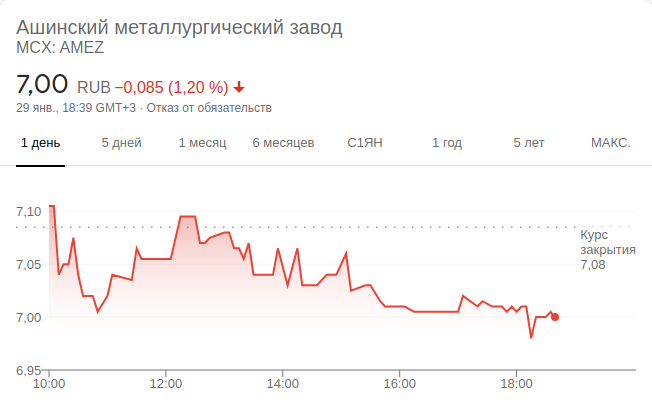 Ашинский металлургический завод
MCX: AMEZ
7,00 RUB −0,085 (1,20 %)
29 янв., 18:39 GMT+3 · Отказ от обязательств
1 день 5 дней 1 месяц 6 месяцев С1ЯН 1 год 5 лет МАКС.
7,10
Курс
закрытия
7,08
7,05
7,00
6,95
10:00 12:00 14:00 16:00 18:00